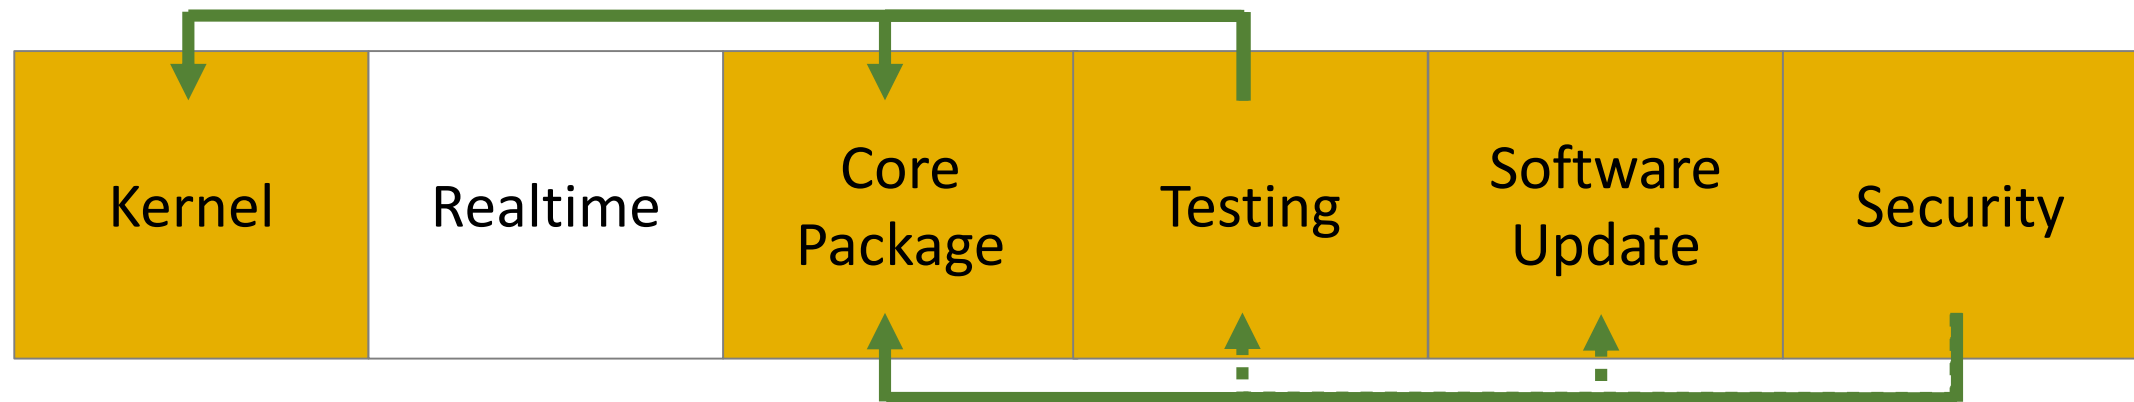 Kernel
Realtime
Core
Package
Testing
Software
Update
Security